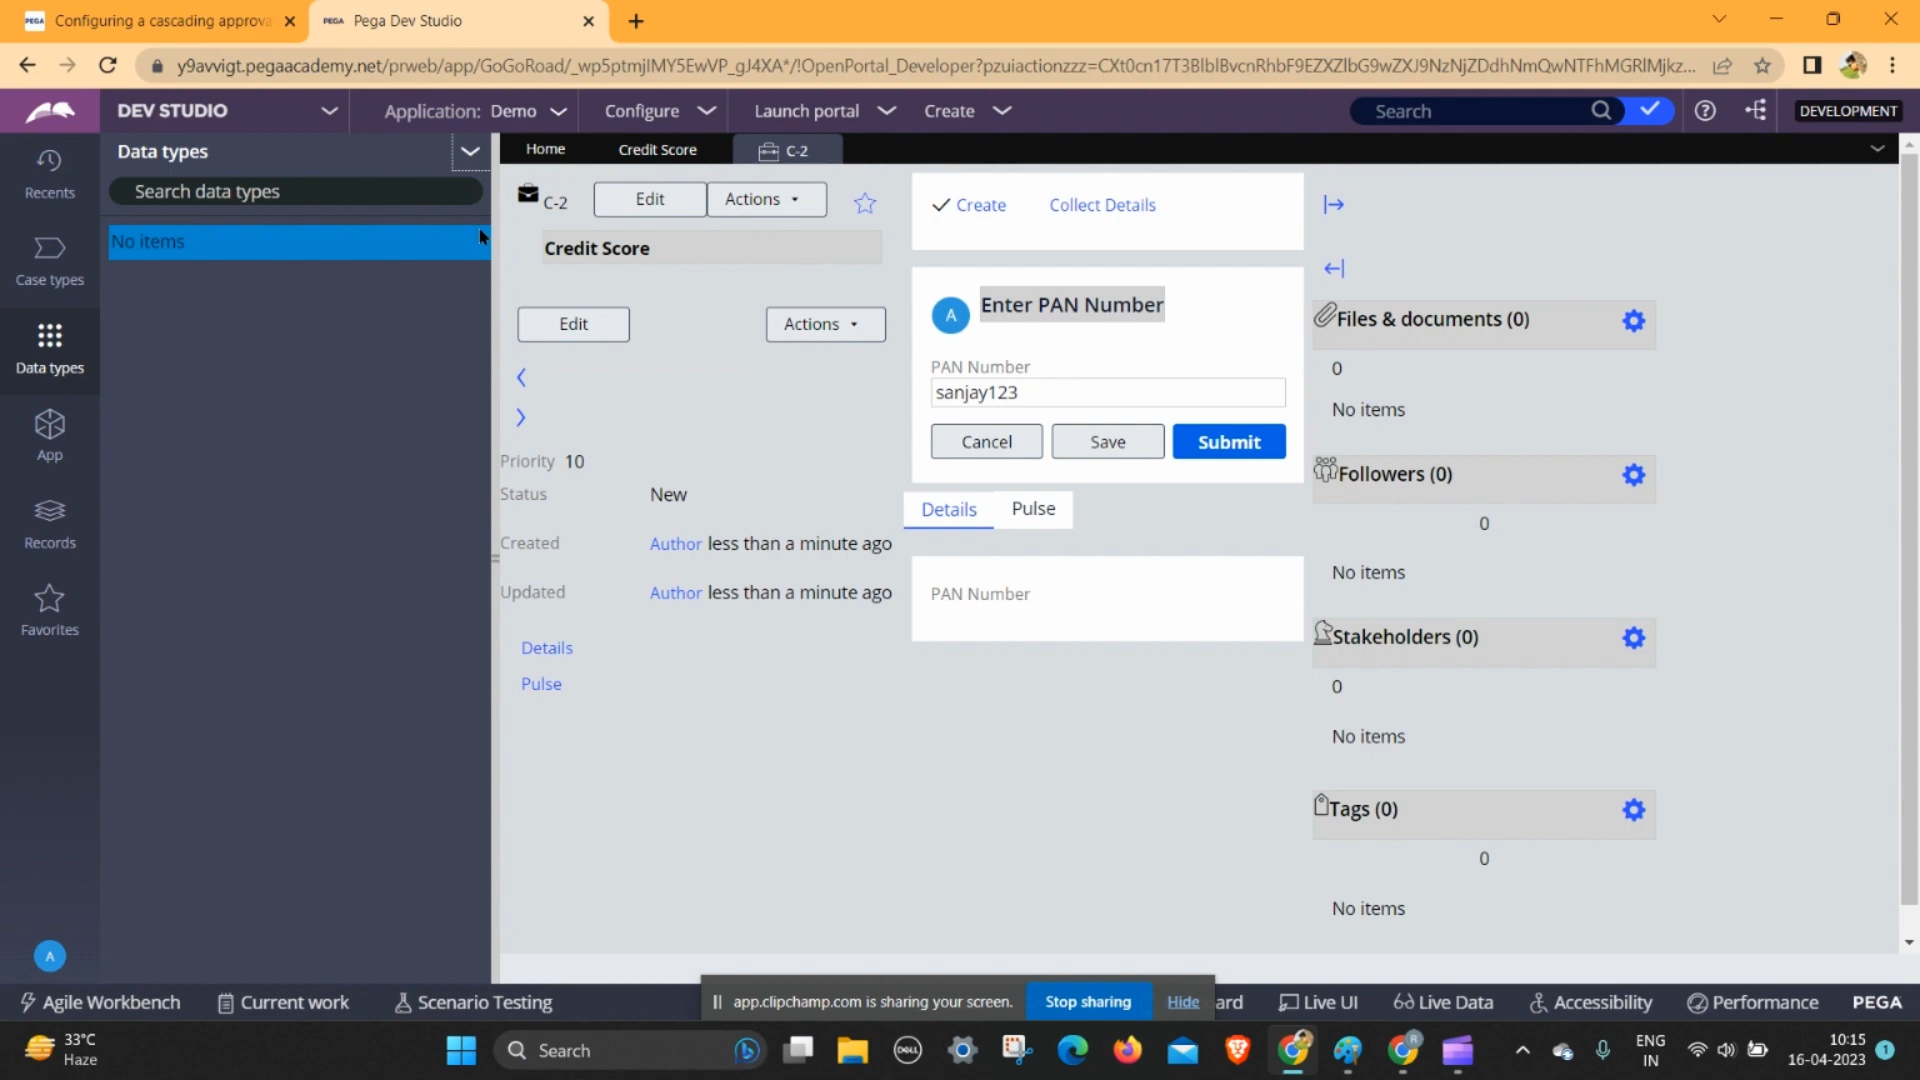 PEGA Configuring a cascading approva
PEGA Pega Dev Studio
y9avvigt.pegaacademy.net/prweb/app/GoGoRoad/_wp5ptmjIMY5EwVP_gJ4XA*/!OpenPortal_Developer?pzuiactionzzz=CXt0cn17T3BlblBvcnRhbF9EZXZlbG9wZXJ9NzNjZDdhNmQwNTFhMGRlMjkz...
DEV STUDIO
Application: Demo
Configure
Launch portal
Create
Search
DEVELOPMENT
Data types
Search data types
No items
Recents
Case types
Data types
App
Records
Favorites
A
Home
Credit Score
C-2
C-2
Edit
Actions
Credit Score
Edit
Actions
Priority 10
Status New
Created Author less than a minute ago
Updated Author less than a minute ago
Details
Pulse
Create
Collect Details
A
Enter PAN Number
PAN Number
sanjay123
Cancel
Save
Submit
Details
Pulse
PAN Number
Files & documents (0)
0
No items
Followers (0)
0
No items
Stakeholders (0)
0
No items
Tags (0)
0
No items
Agile Workbench
Current work
Scenario Testing
app.clipchamp.com is sharing your screen.
Stop sharing
Hide
ard
Live UI
Live Data
Accessibility
Performance
PEGA
33°C
Haze
Search
DELL
R
ENG
IN
10:15
16-04-2023
1